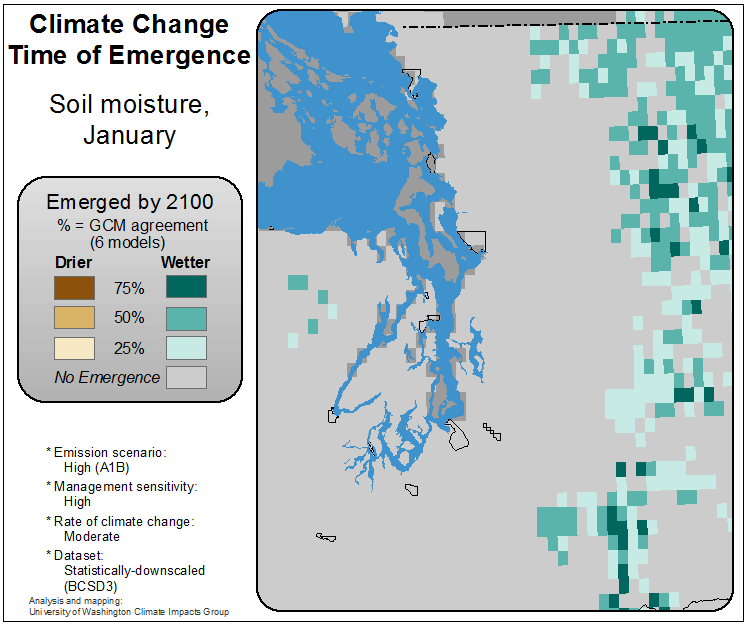 Climate Change
Time of Emergence
Soil moisture,
January
Emerged by 2100
% = GCM agreement
(6 models)
Drier Wetter
75%
50%
25%
No Emergence
* Emission scenario:
High (A1B)
* Management sensitivity:
High
* Rate of climate change:
Moderate
* Dataset:
Statistically-downscaled
(BCSD3)
Analysis and mapping:
University of Washington Climate Impacts Group